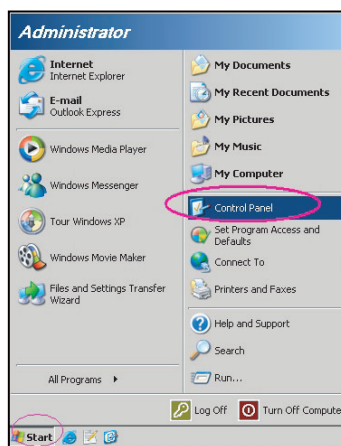 Administrator
Internet
Internet Explorer
E-mail
Outlook Express
Windows Media Player
Windows Messenger
Tour Windows XP
Windows Movie Maker
Files and Settings Transfer
Wizard
All Programs
My Documents
My Recent Documents
My Pictures
My Music
My Computer
Control Panel
Set Program Access and
Defaults
Connect To
Printers and Faxes
Help and Support
Search
Run...
Log Off Turn Off Compute
Start